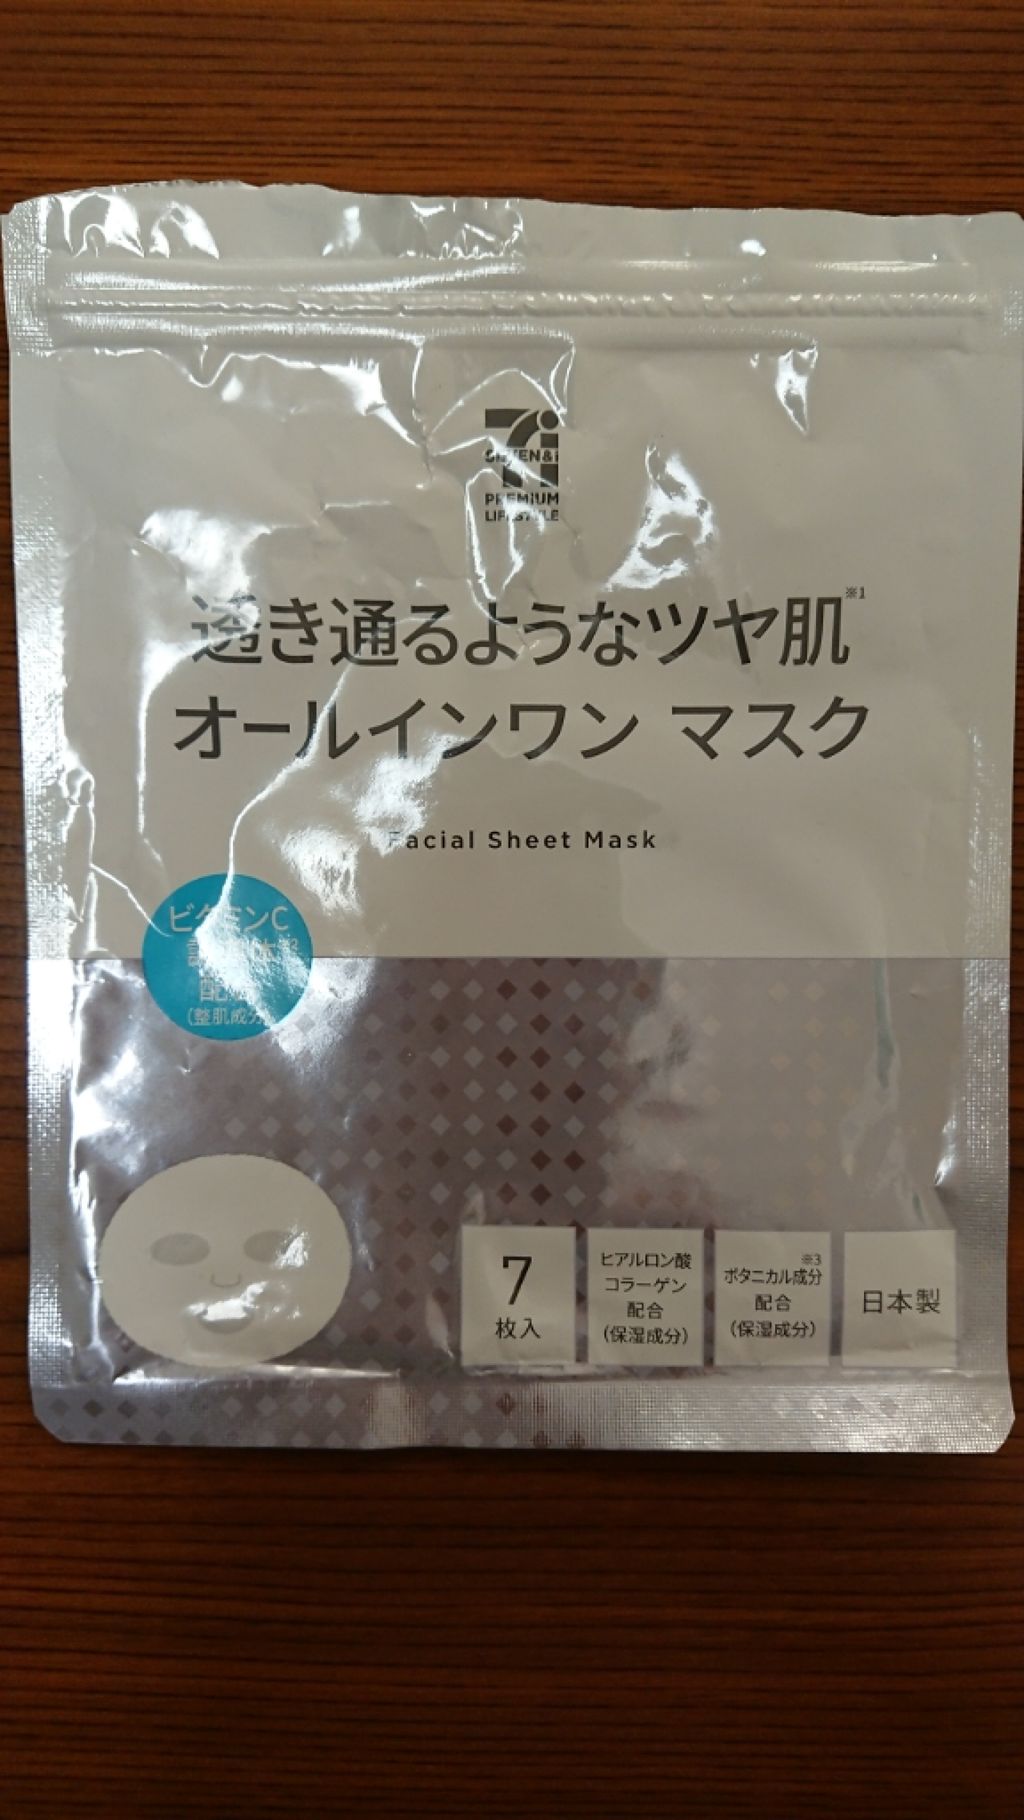 SEVEN&i
PREMIUM
LIFESTYLE
透き通るようなツヤ肌※1
オールインワン マスク
Facial Sheet Mask
ビタミンC
配
(整肌成分)
7
枚入
ヒアルロン酸
コラーゲン
配合
(保湿成分)
※3
ボタニカル成分
配合
(保湿成分)
日本製